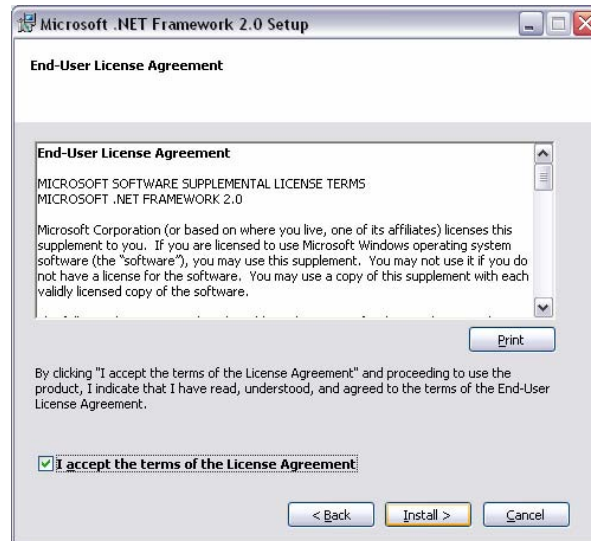 Microsoft .NET Framework 2.0 Setup
End-User License Agreement
End-User License Agreement
MICROSOFT SOFTWARE SUPPLEMENTAL LICENSE TERMS
MICROSOFT .NET FRAMEWORK 2.0
Microsoft Corporation (or based on where you live, one of its affiliates) licenses this
supplement to you.  If you are licensed to use Microsoft Windows operating system
software (the “software”), you may use this supplement.  You may not use it if you do
not have a license for the software.  You may use a copy of this supplement with each
validly licensed copy of the software.
Print
By clicking "I accept the terms of the License Agreement" and proceeding to use the
product, I indicate that I have read, understood, and agreed to the terms of the End-User
License Agreement.
I accept the terms of the License Agreement
< Back
Install >
Cancel